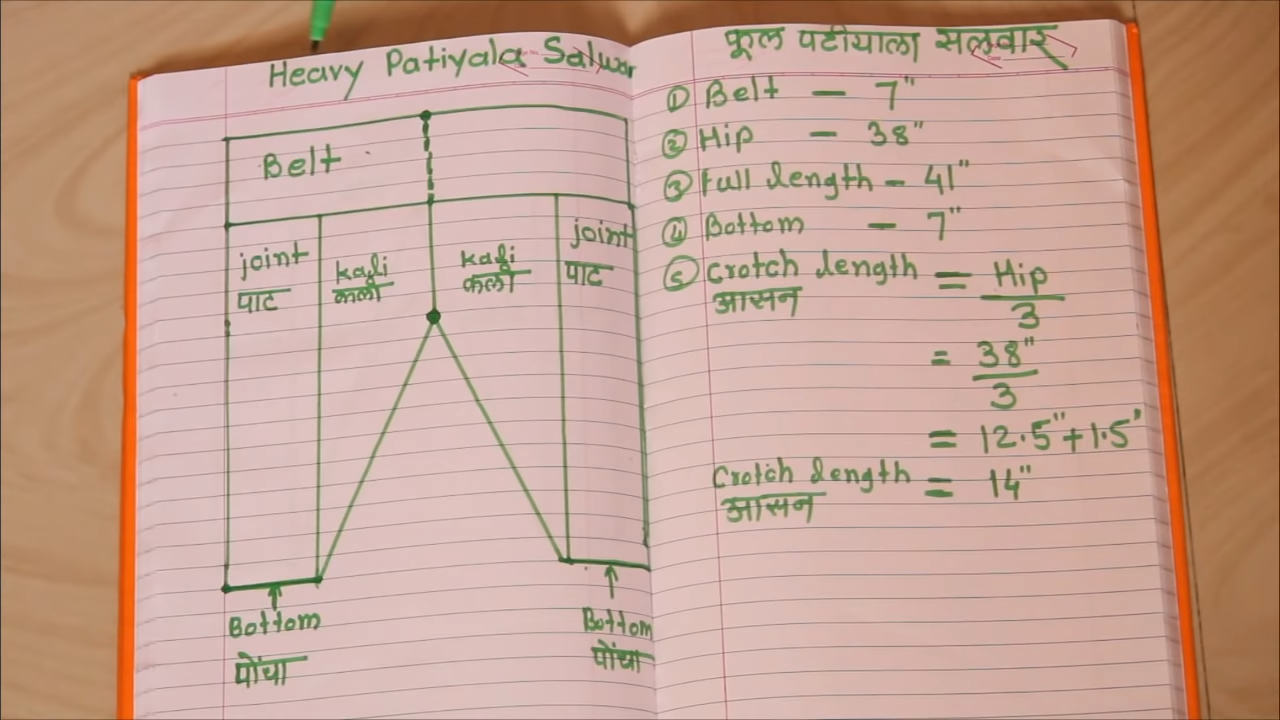 Heavy Patiyala Salwar
Belt
joint
पाट
kali
कली
kali
कली
joint
पाट
Bottom
पोंचा
Bottom
पोंचा
फूल पटीयाला सलवार
① Belt — 7"
② Hip — 38"
③ Full length — 41"
④ Bottom — 7"
⑤ Crotch length = Hip
आसन
3
= 38"
3
= 12.5"+1.5"
Crotch length = 14"
आसन